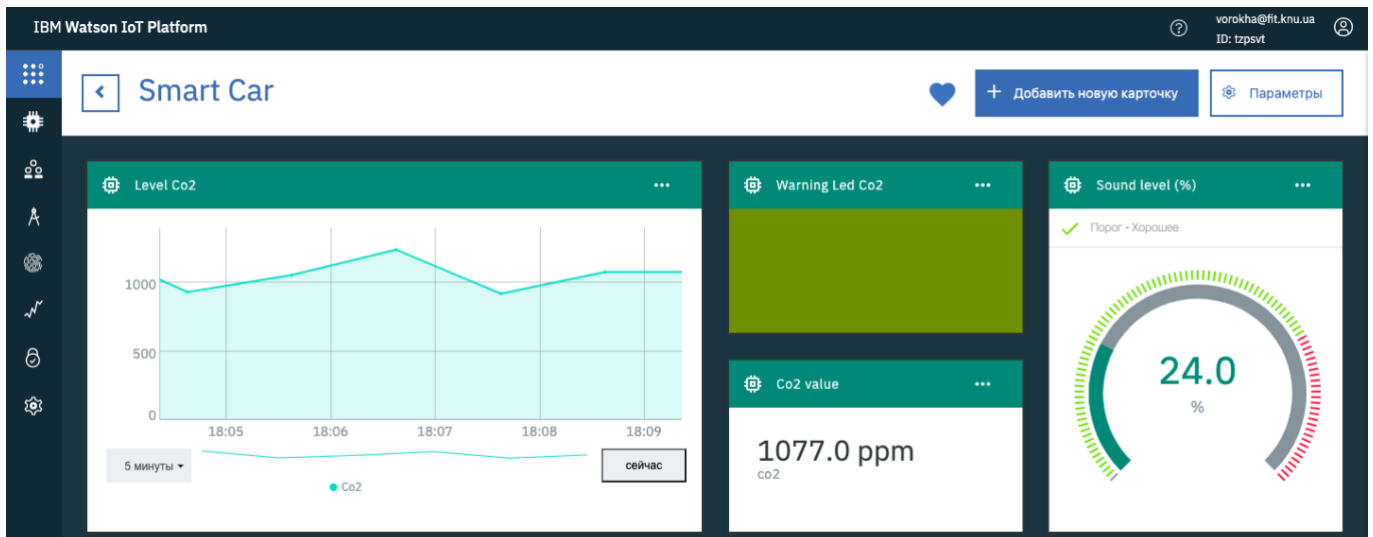 IBM Watson IoT Platform
vorokha@fit.knu.ua
ID: tzpsvt
Smart Car
Добавить новую карточку
Параметры
Level Co2
1000
500
0
18:05 18:06 18:07 18:08 18:09
5 минуты
сейчас
Co2
Warning Led Co2
Co2 value
1077.0 ppm
co2
Sound level (%)
Порог - Хорошее
24.0
%